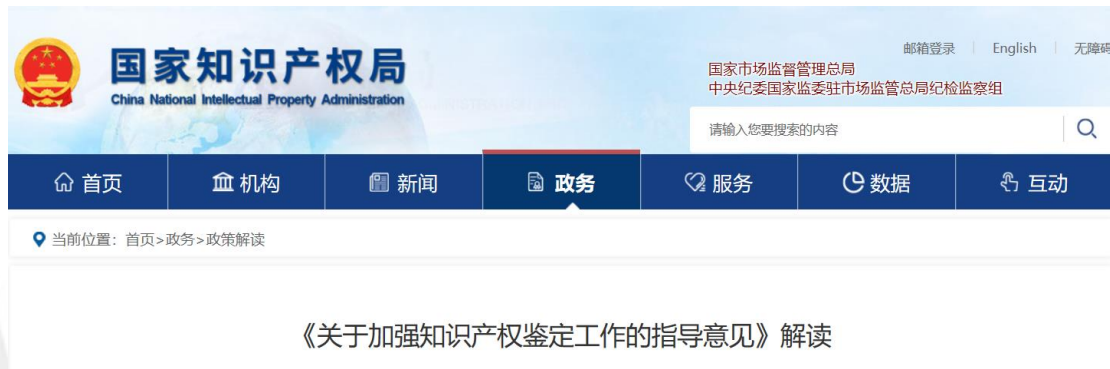 邮箱登录 English 无障碍
国家知识产权局
China National Intellectual Property Administration
国家市场监督管理总局
中央纪委国家监委驻市场监管总局纪检监察组
请输入您要搜索的内容
首页 机构 新闻 政务 服务 数据 互动
当前位置：首页>政务>政策解读
《关于加强知识产权鉴定工作的指导意见》解读